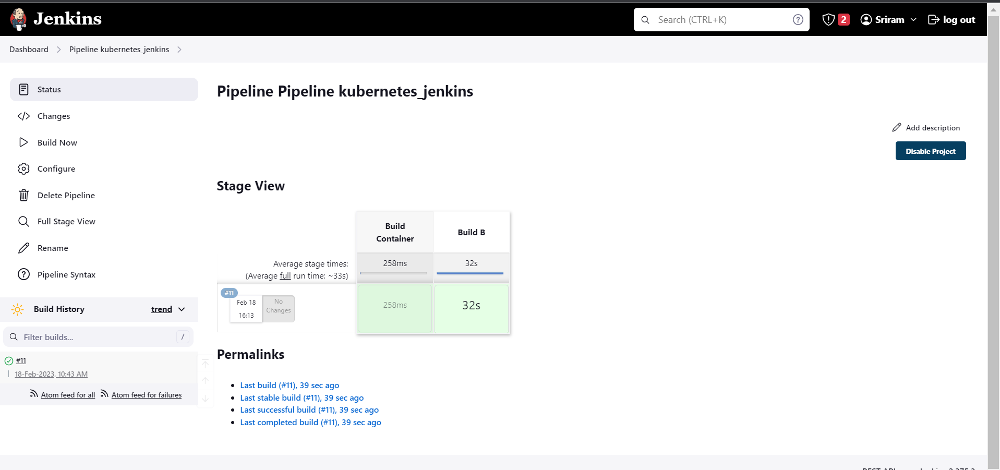 Jenkins
Search (CTRL+K)
?
2
Sriram
log out
Dashboard
Pipeline kubernetes_jenkins
Status
Changes
Build Now
Configure
Delete Pipeline
Full Stage View
Rename
Pipeline Syntax
Build History
trend
Filter builds...
/
#11
18-Feb-2023, 10:43 AM
Atom feed for all
Atom feed for failures
Pipeline Pipeline kubernetes_jenkins
Add description
Disable Project
Stage View
Build
Container
Build B
Average stage times:
(Average full run time: ~33s)
258ms
32s
#11
Feb 18
16:13
No
Changes
258ms
32s
Permalinks
Last build (#11), 39 sec ago
Last stable build (#11), 39 sec ago
Last successful build (#11), 39 sec ago
Last completed build (#11), 39 sec ago